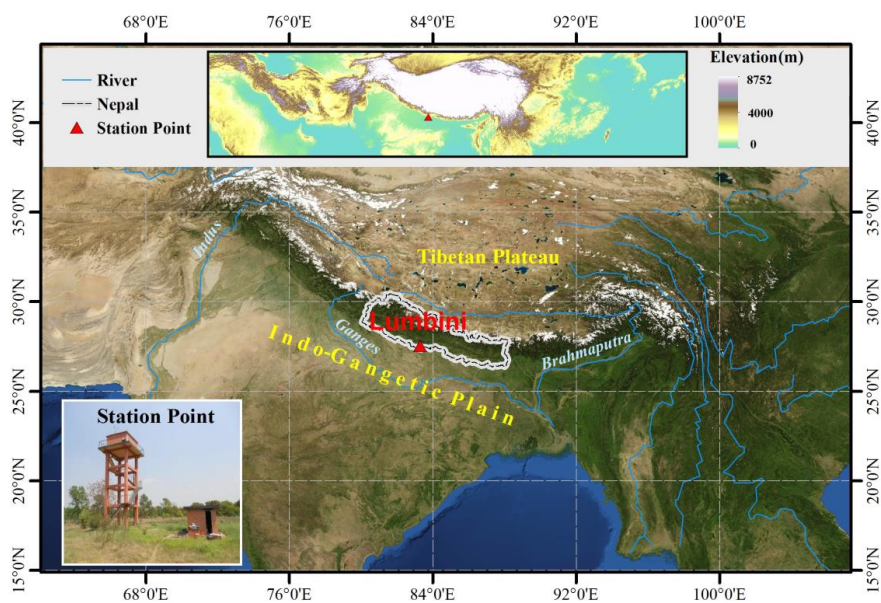 68°0'E 76°0'E 84°0'E 92°0'E 100°0'E
River
Nepal
Station Point
Elevation(m)
8752
4000
0
40°0'N 40°0'N
35°0'N 35°0'N
30°0'N 30°0'N
25°0'N 25°0'N
20°0'N 20°0'N
15°0'N 15°0'N
Indus
Tibetan Plateau
Lumbini
Ganges
Brahmaputra
Indo-Gangetic Plain
Station Point
68°0'E 76°0'E 84°0'E 92°0'E 100°0'E